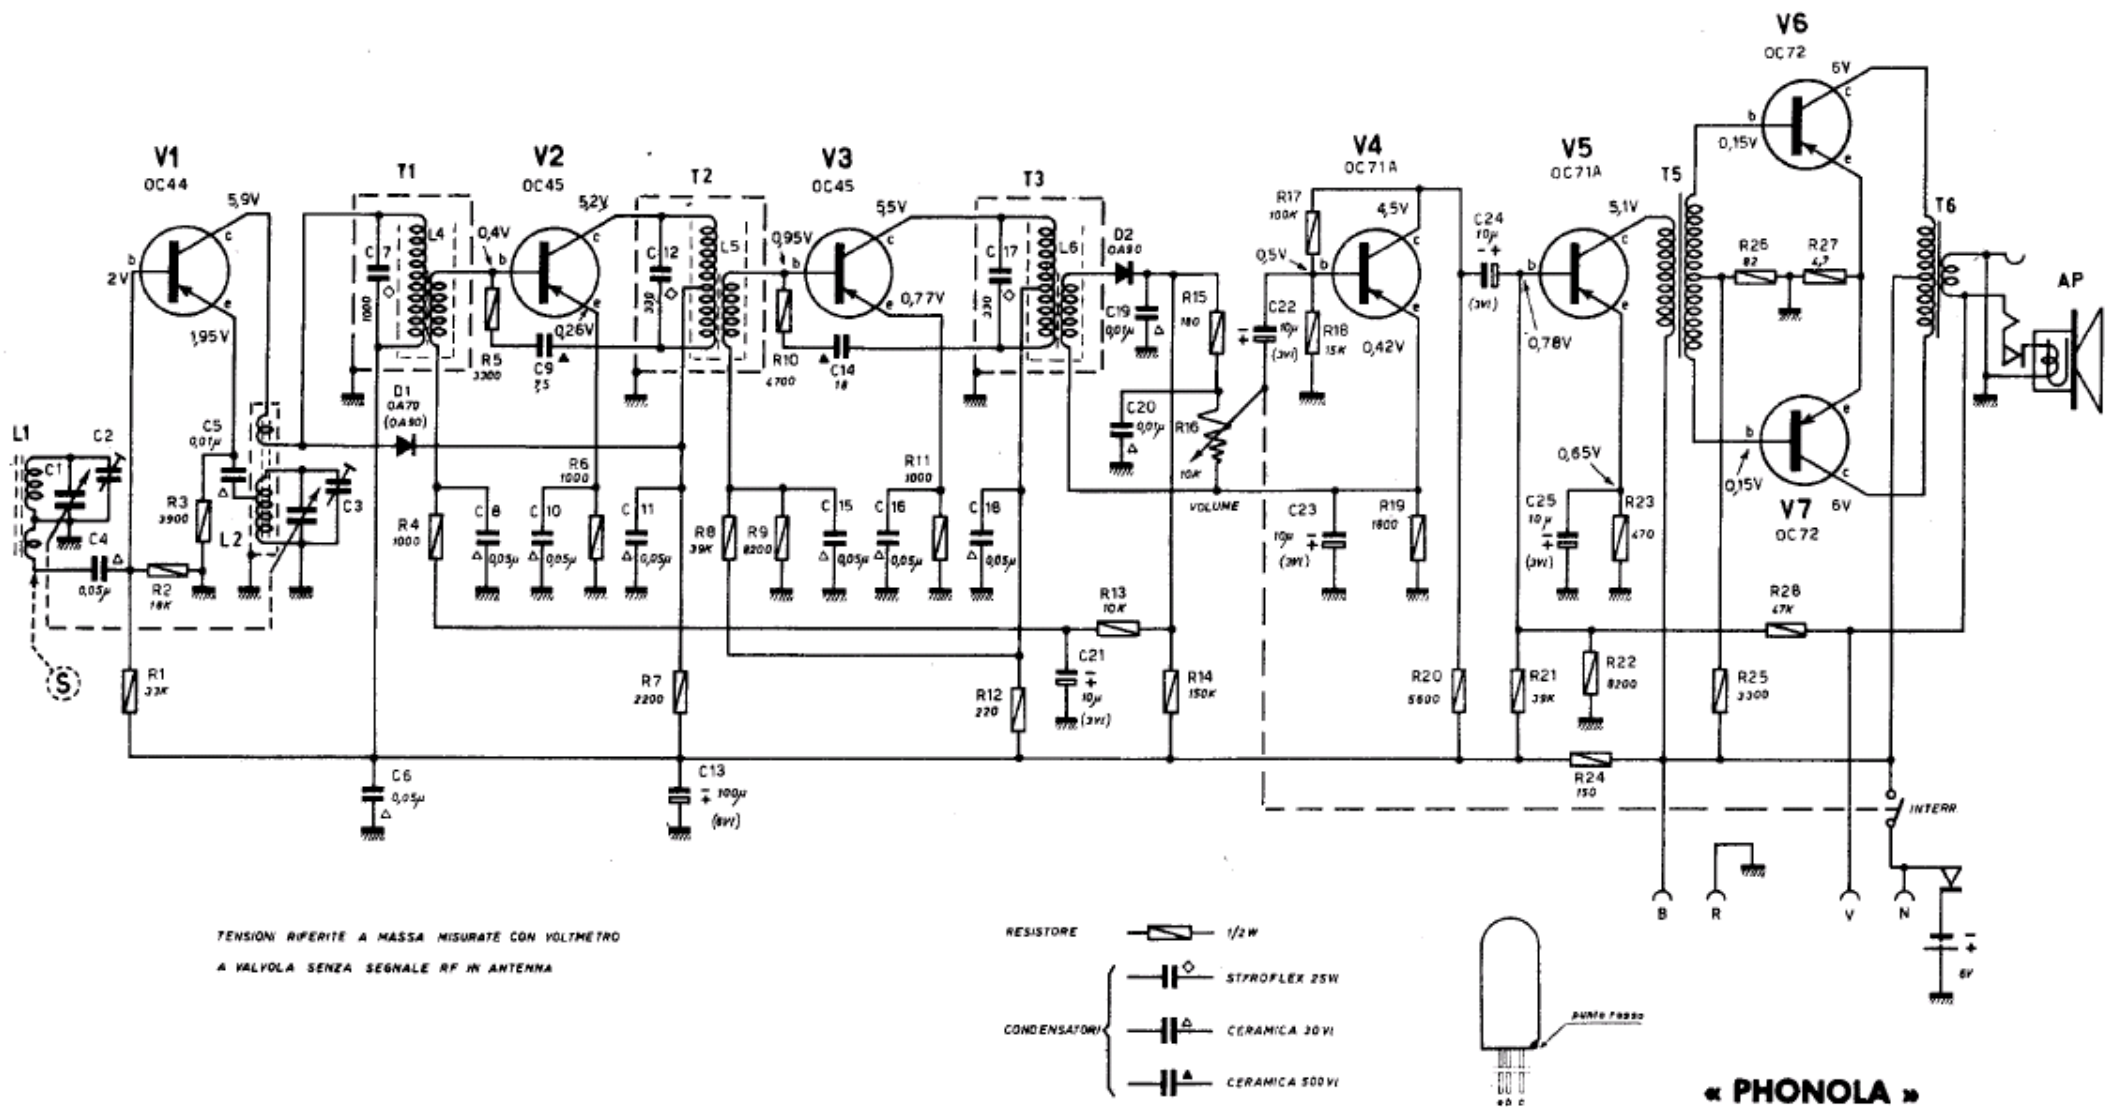 V6
OC72
6V
c
b
0,15V
e
V1
OC44
5,9V
c
b
2V
e
1,95V
T1
L4
C7
1000
V2
OC45
5,2V
0,4V
c
b
e
0,26V
R5
3300
C9
7,5
T2
C12
330
L5
V3
OC45
5,5V
0,95V
c
b
e
0,77V
R10
4700
C14
18
T3
C17
330
L6
D2
OA90
C19
0,01µ
R15
180
V4
OC71A
R17
100K
4,5V
c
0,5V
b
e
0,42V
C22
10µ
(3VI)
R18
15K
C24
10µ
(3VI)
V5
OC71A
5,1V
c
b
e
0,78V
T5
R26
82
R27
4,7
T6
AP
D1
OA70
(OA90)
L1
C2
C1
C4
0,05µ
C5
0,01µ
R3
3900
L2
C3
R2
18K
R4
1000
C8
0,05µ
C10
0,05µ
R6
1000
C11
0,05µ
R8
39K
R9
8200
C15
0,05µ
C16
0,05µ
R11
1000
C18
0,05µ
C20
0,01µ
R16
10K
VOLUME
C23
10µ
(3VI)
R19
1800
0,65V
C25
10µ
(3VI)
R23
470
b
e
c
0,15V
V7
OC72
6V
S
R1
33K
R7
2200
R12
220
R13
10K
C21
10µ
(3VI)
R14
150K
R20
5600
R21
39K
R22
8200
R28
47K
R25
3300
R24
150
C6
0,05µ
C13
100µ
(6VI)
INTERR.
B
R
V
N
6V
TENSIONI RIFERITE A MASSA MISURATE CON VOLTMETRO
A VALVOLA SENZA SEGNALE RF IN ANTENNA
RESISTORE
1/2W
CONDENSATORI
STYROFLEX 25VI
CERAMICA 30VI
CERAMICA 500VI
punto rosso
e b c
« PHONOLA »